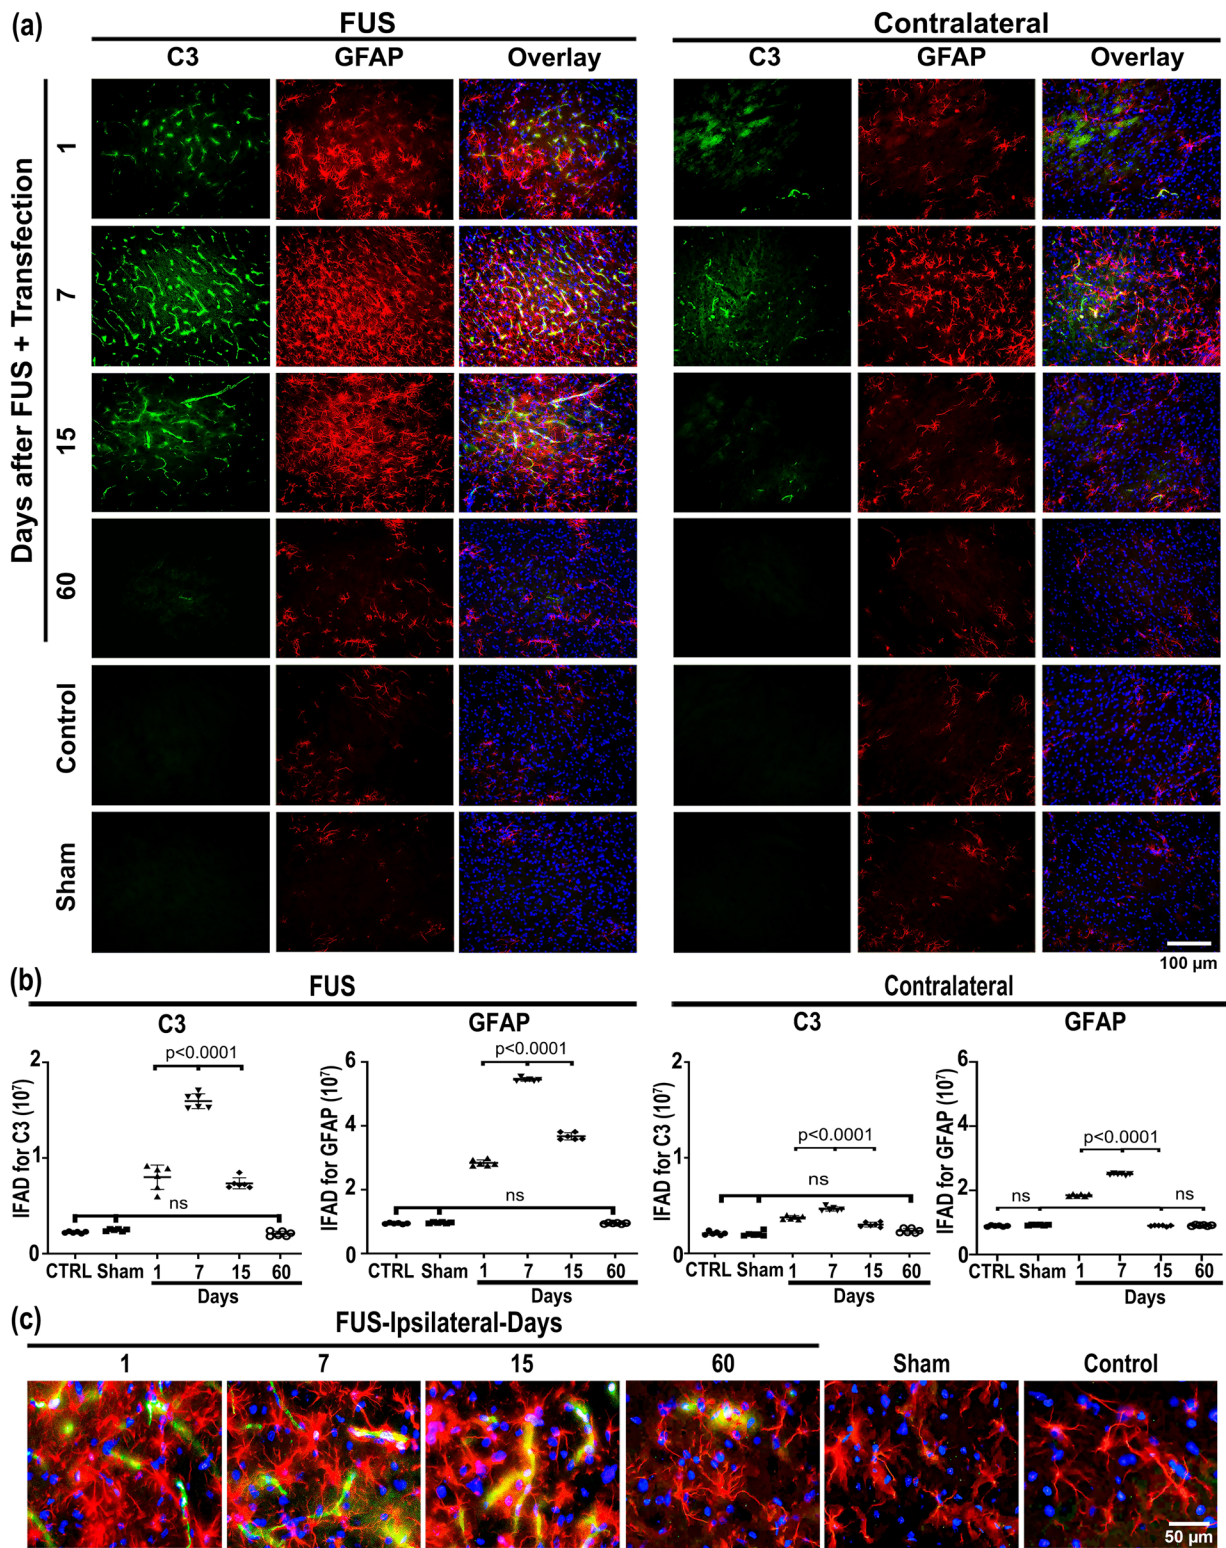 (a)
FUS
Contralateral
C3 GFAP Overlay
C3 GFAP Overlay
Days after FUS + Transfection
1
7
15
60
Control
Sham
100 µm
(b)
FUS
Contralateral
C3
GFAP
C3
GFAP
IFAD for C3 (10⁷)
2
1
0
p<0.0001
ns
CTRL Sham 1 7 15 60
Days
IFAD for GFAP (10⁷)
6
4
2
0
p<0.0001
ns
CTRL Sham 1 7 15 60
Days
IFAD for C3 (10⁷)
2
1
0
p<0.0001
ns
CTRL Sham 1 7 15 60
Days
IFAD for GFAP (10⁷)
6
4
2
0
p<0.0001
ns
ns
CTRL Sham 1 7 15 60
Days
(c)
FUS-Ipsilateral-Days
1 7 15 60 Sham Control
50 µm